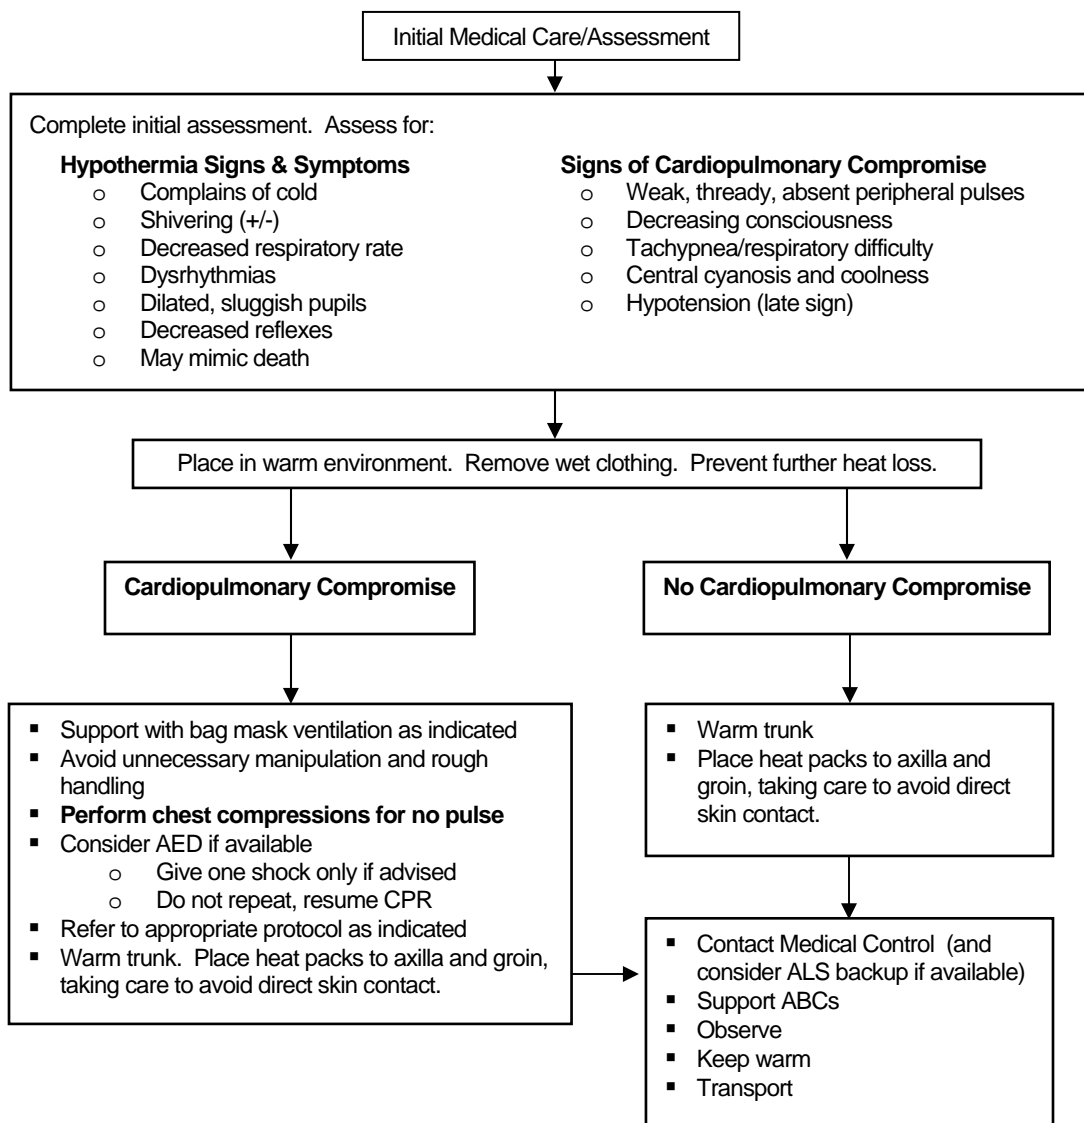 Initial Medical Care/Assessment
Complete initial assessment. Assess for:
Hypothermia Signs & Symptoms
o Complains of cold
o Shivering (+/-)
o Decreased respiratory rate
o Dysrhythmias
o Dilated, sluggish pupils
o Decreased reflexes
o May mimic death
Signs of Cardiopulmonary Compromise
o Weak, thready, absent peripheral pulses
o Decreasing consciousness
o Tachypnea/respiratory difficulty
o Central cyanosis and coolness
o Hypotension (late sign)
Place in warm environment. Remove wet clothing. Prevent further heat loss.
Cardiopulmonary Compromise
▪ Support with bag mask ventilation as indicated
▪ Avoid unnecessary manipulation and rough
handling
▪ Perform chest compressions for no pulse
▪ Consider AED if available
o Give one shock only if advised
o Do not repeat, resume CPR
▪ Refer to appropriate protocol as indicated
▪ Warm trunk. Place heat packs to axilla and groin,
taking care to avoid direct skin contact.
No Cardiopulmonary Compromise
▪ Warm trunk
▪ Place heat packs to axilla and
groin, taking care to avoid direct
skin contact.
▪ Contact Medical Control (and
consider ALS backup if available)
▪ Support ABCs
▪ Observe
▪ Keep warm
▪ Transport